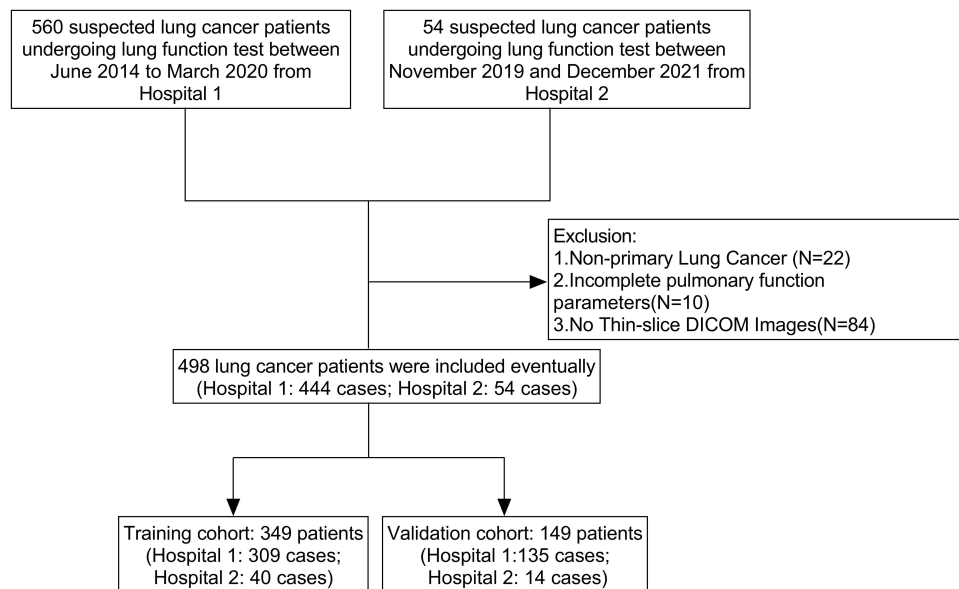 560 suspected lung cancer patients
undergoing lung function test between
June 2014 to March 2020 from
Hospital 1
54 suspected lung cancer patients
undergoing lung function test between
November 2019 and December 2021 from
Hospital 2
Exclusion:
1.Non-primary Lung Cancer (N=22)
2.Incomplete pulmonary function
parameters(N=10)
3.No Thin-slice DICOM Images(N=84)
498 lung cancer patients were included eventually
(Hospital 1: 444 cases; Hospital 2: 54 cases)
Training cohort: 349 patients
(Hospital 1: 309 cases;
Hospital 2: 40 cases)
Validation cohort: 149 patients
(Hospital 1:135 cases;
Hospital 2: 14 cases)